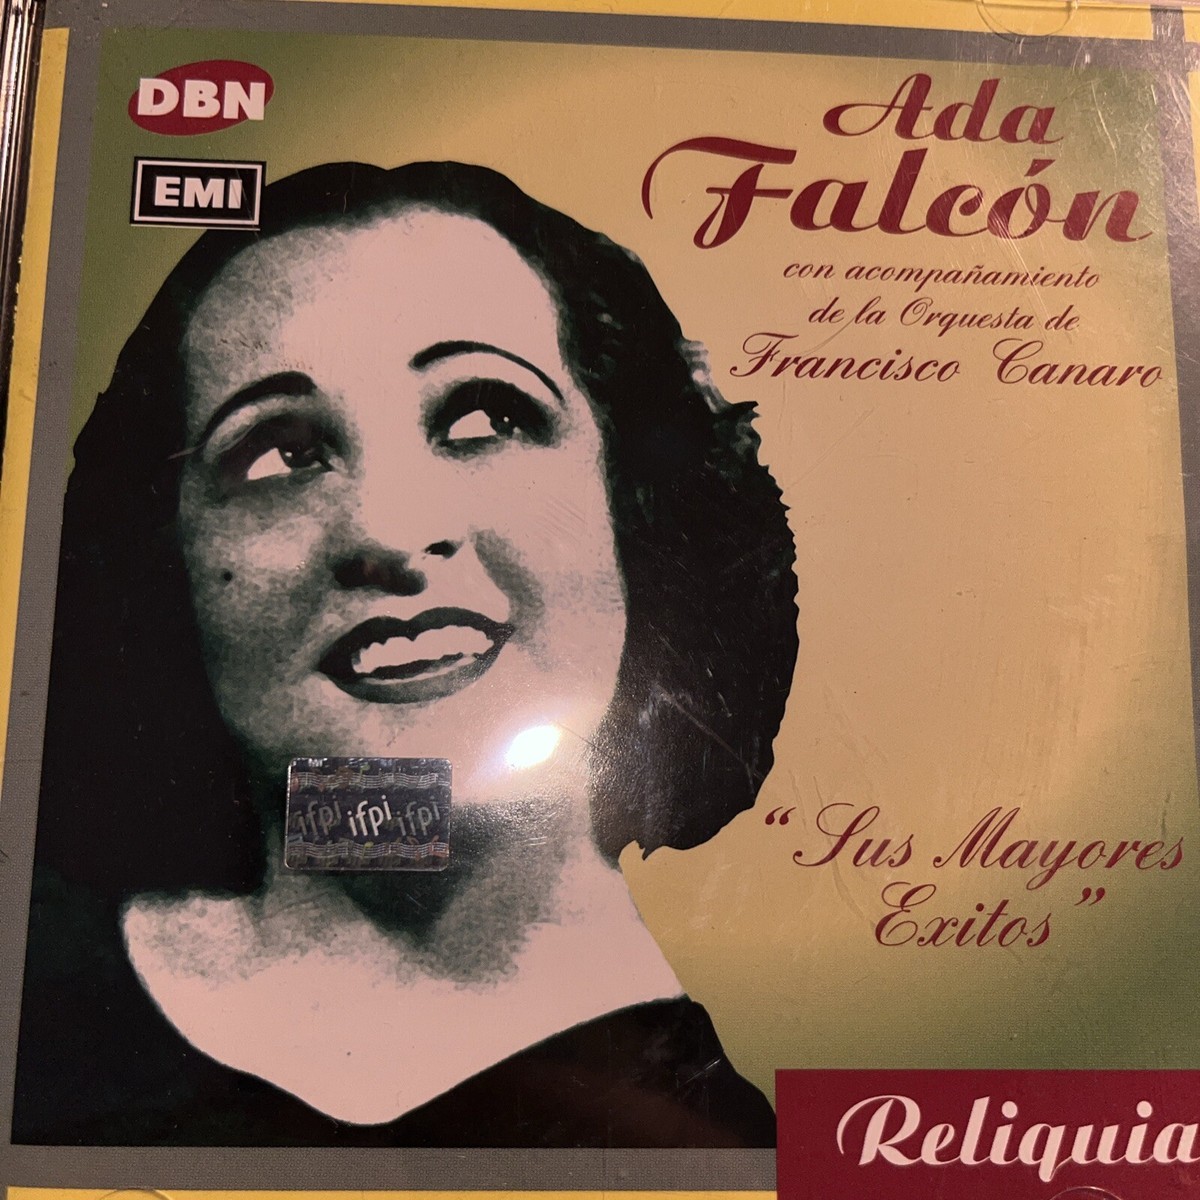 DBN
EMI
Ada
Falcón
con acompañamiento
de la Orquesta de
Francisco Canaro
ifpi ifpi ifpi
“Sus Mayores
Exitos”
Reliquia